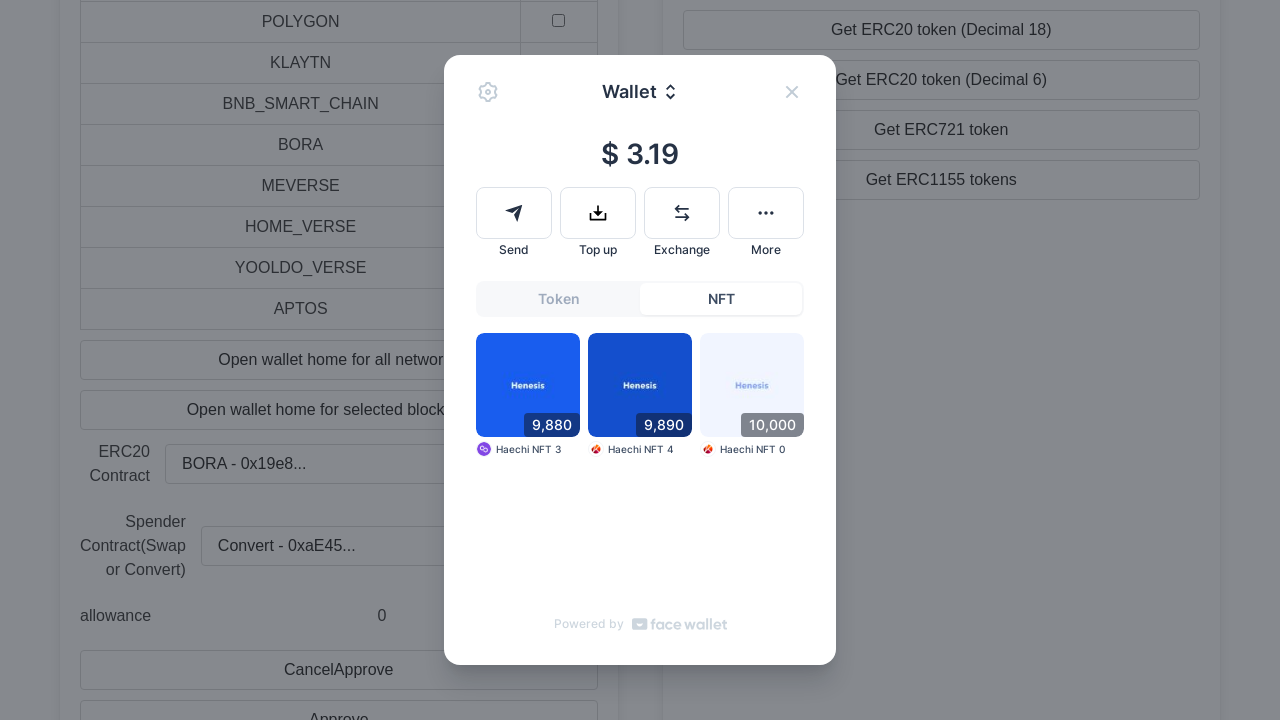 POLYGON
KLAYTN
BNB_SMART_CHAIN
BORA
MEVERSE
HOME_VERSE
YOOLDO_VERSE
APTOS
Open wallet home for all networ
Open wallet home for selected block
ERC20
Contract
BORA - 0x19e8...
Spender
Contract(Swap
or Convert)
Convert - 0xaE45...
allowance
0
CancelApprove
Approve
Wallet
$ 3.19
Send
Top up
Exchange
More
Token
NFT
Henesis
9,880
Haechi NFT 3
Henesis
9,890
Haechi NFT 4
Henesis
10,000
Haechi NFT 0
Powered by face wallet
Get ERC20 token (Decimal 18)
Get ERC20 token (Decimal 6)
Get ERC721 token
Get ERC1155 tokens